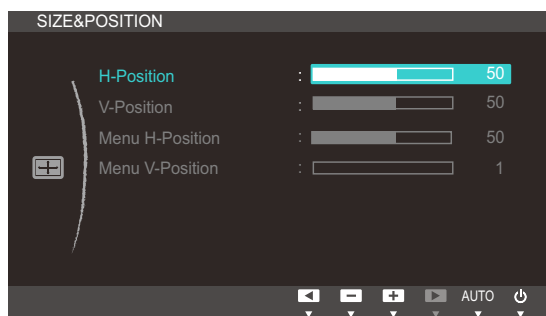 SIZE&POSITION
H-Position : 50
V-Position : 50
Menu H-Position : 50
Menu V-Position : 1
AUTO